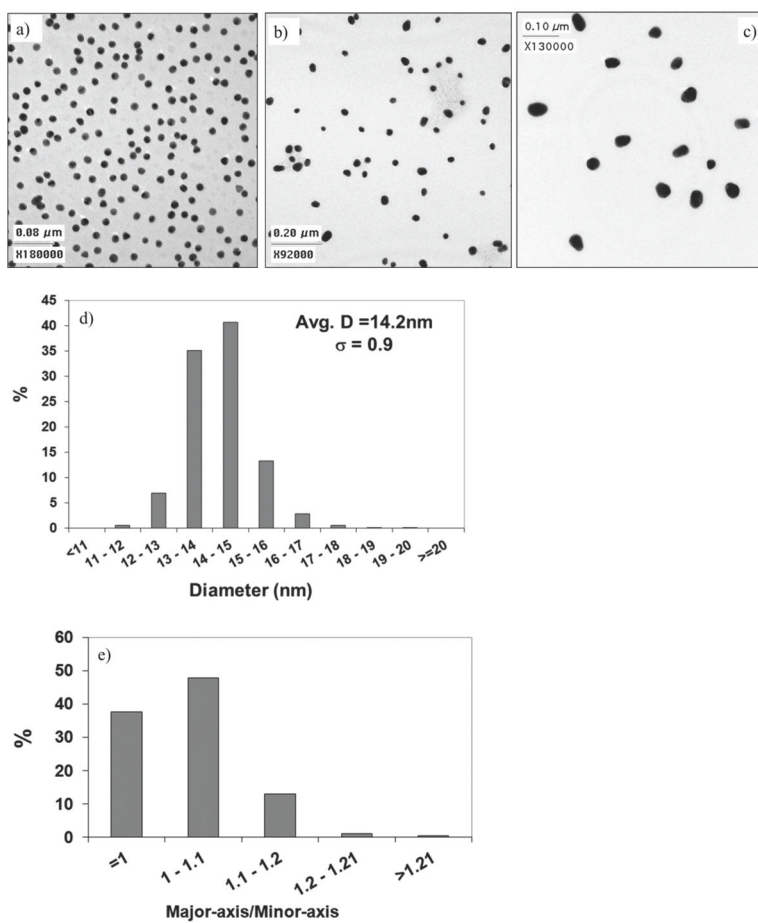 a)
0.08 μm
X180000
b)
0.20 μm
X92000
0.10 μm
X130000
c)
d)
Avg. D =14.2nm
σ = 0.9
45
40
35
30
25
20
15
10
5
0
%
<11
11 - 12
12 - 13
13 - 14
14 - 15
15 - 16
16 - 17
17 - 18
18 - 19
19 - 20
>=20
Diameter (nm)
e)
60
50
40
30
20
10
0
%
=1
1 - 1.1
1.1 - 1.2
1.2 - 1.21
>1.21
Major-axis/Minor-axis